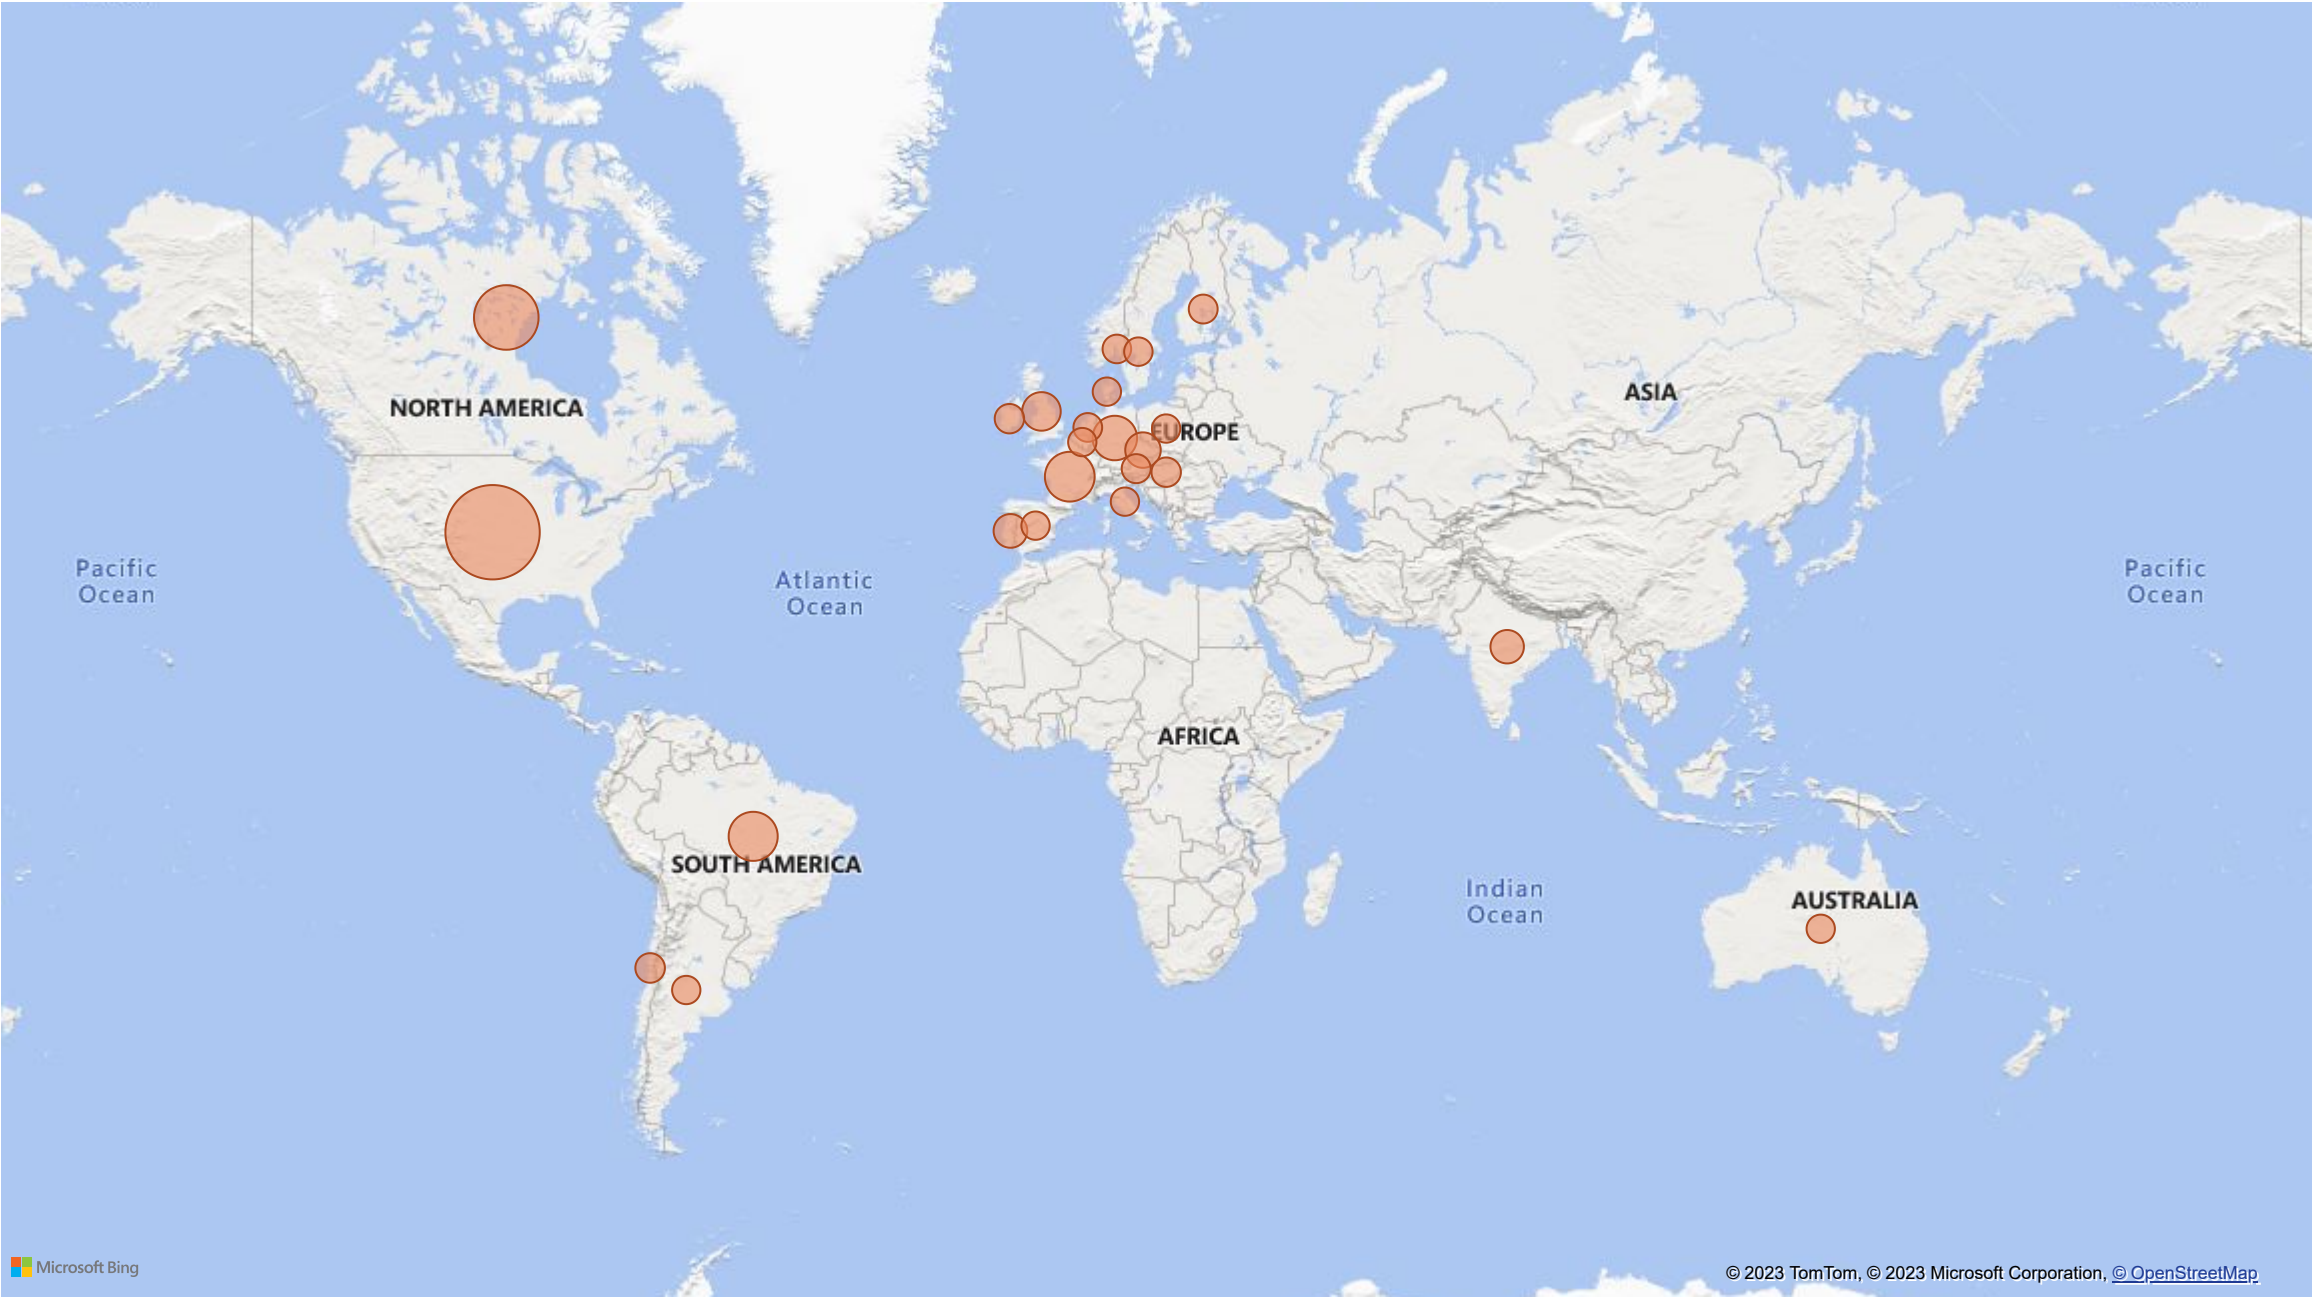 ASIA
NORTH AMERICA
EUROPE
Pacific
Ocean
Atlantic
Ocean
Pacific
Ocean
AFRICA
SOUTH AMERICA
Indian
Ocean
AUSTRALIA
Microsoft Bing
© 2023 TomTom, © 2023 Microsoft Corporation, © OpenStreetMap